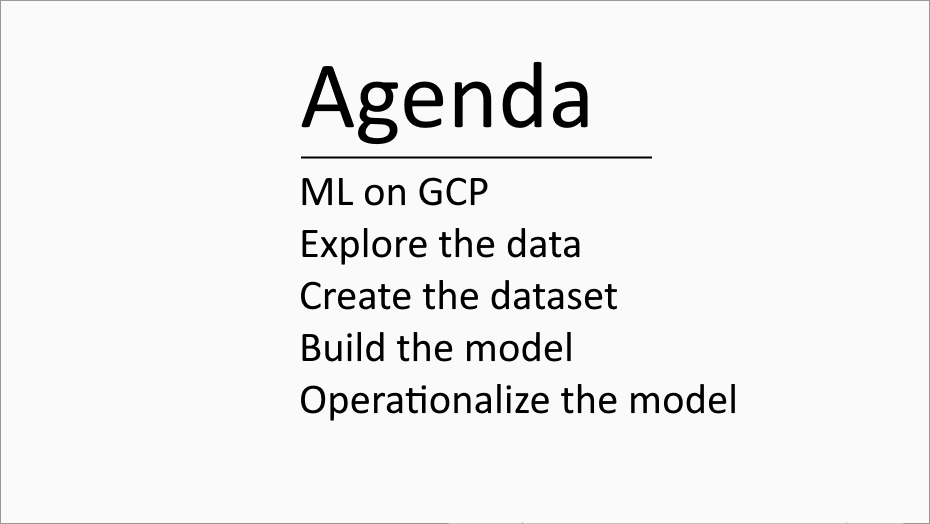 Agenda
ML on GCP
Explore the data
Create the dataset
Build the model
Operationalize the model